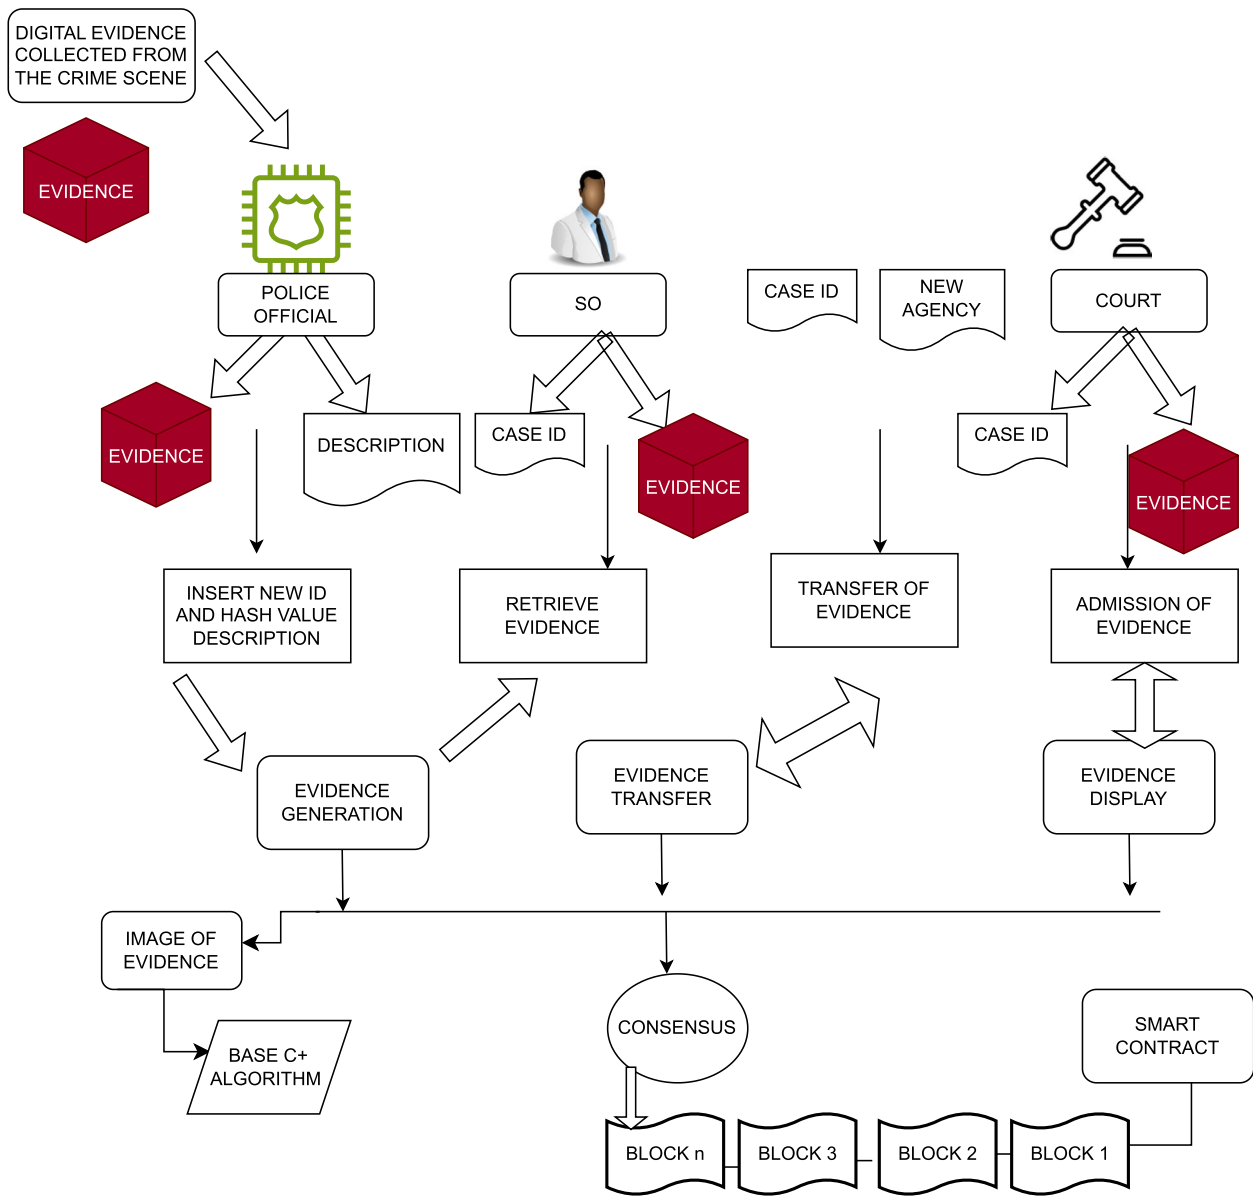 DIGITAL EVIDENCE
COLLECTED FROM
THE CRIME SCENE
EVIDENCE
POLICE
OFFICIAL
SO
CASE ID
NEW
AGENCY
COURT
EVIDENCE
DESCRIPTION
CASE ID
EVIDENCE
CASE ID
EVIDENCE
INSERT NEW ID
AND HASH VALUE
DESCRIPTION
RETRIEVE
EVIDENCE
TRANSFER OF
EVIDENCE
ADMISSION OF
EVIDENCE
EVIDENCE
GENERATION
EVIDENCE
TRANSFER
EVIDENCE
DISPLAY
IMAGE OF
EVIDENCE
BASE C+
ALGORITHM
CONSENSUS
SMART
CONTRACT
BLOCK n
BLOCK 3
BLOCK 2
BLOCK 1